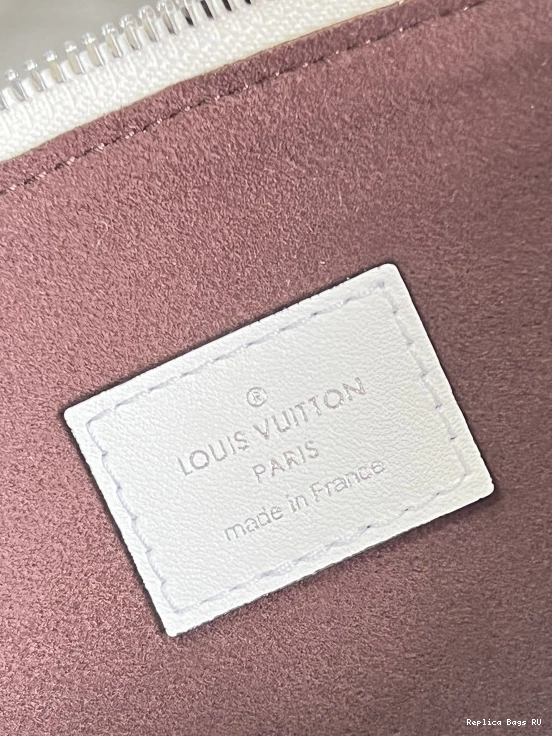 ®
LOUIS VUITTON
PARIS
made in France
Replica Bags RU